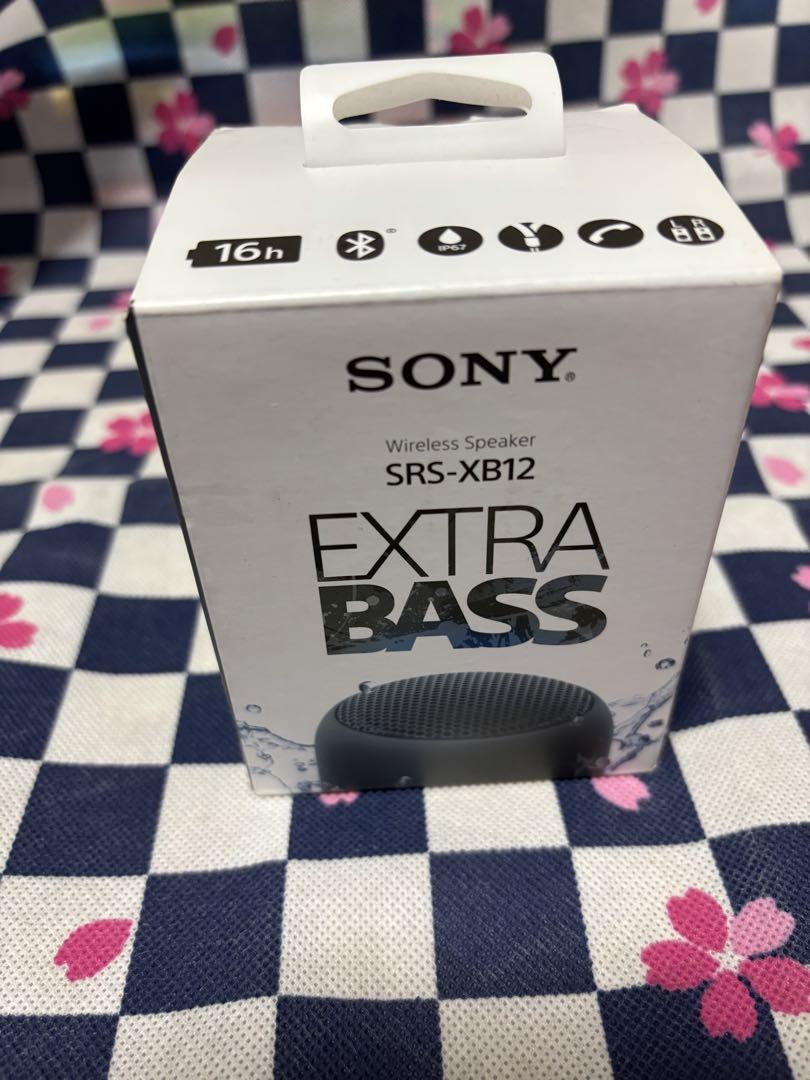 16h
IP67
L R
SONY®
Wireless Speaker
SRS-XB12
EXTRA
BASS